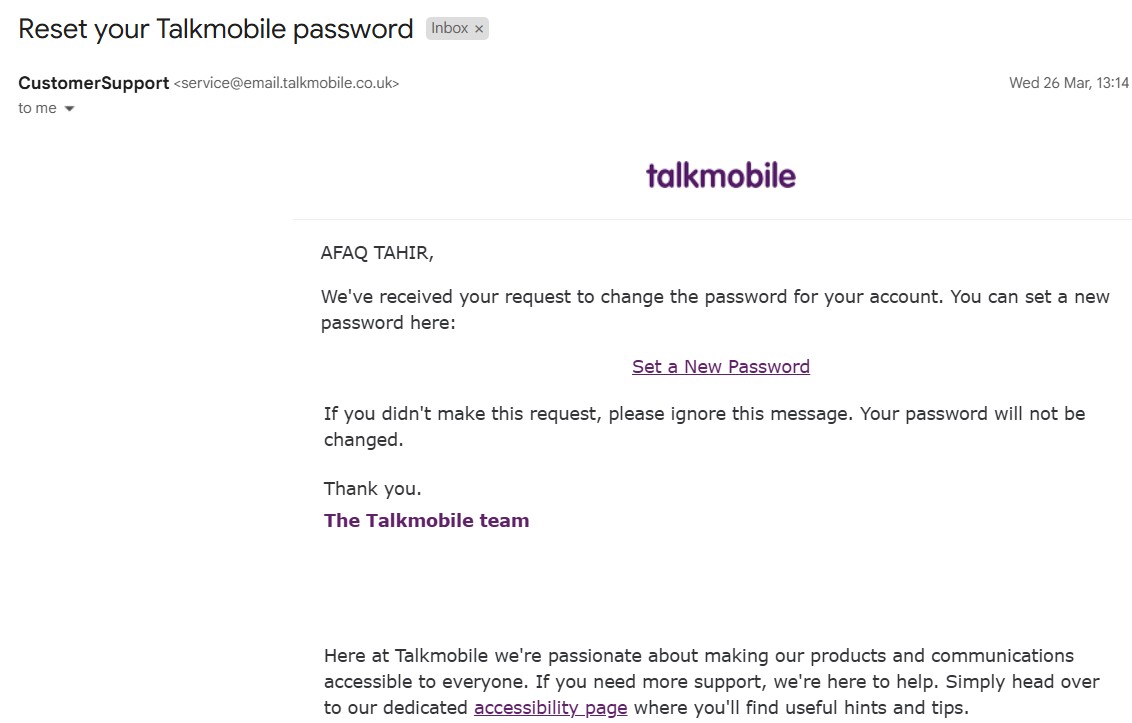 Reset your Talkmobile password Inbox ×
CustomerSupport <service@email.talkmobile.co.uk> Wed 26 Mar, 13:14
to me
talkmobile
AFAQ TAHIR,
We've received your request to change the password for your account. You can set a new
password here:
Set a New Password
If you didn't make this request, please ignore this message. Your password will not be
changed.
Thank you.
The Talkmobile team
Here at Talkmobile we're passionate about making our products and communications
accessible to everyone. If you need more support, we're here to help. Simply head over
to our dedicated accessibility page where you'll find useful hints and tips.